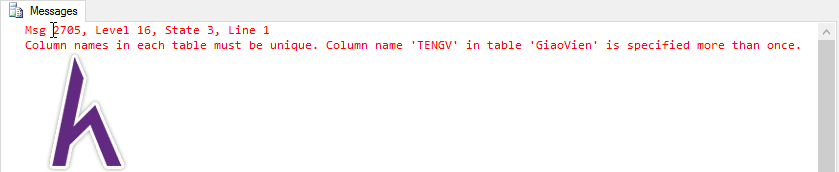 Messages
Msg 2705, Level 16, State 3, Line 1
Column names in each table must be unique. Column name 'TENGV' in table 'GiaoVien' is specified more than once.